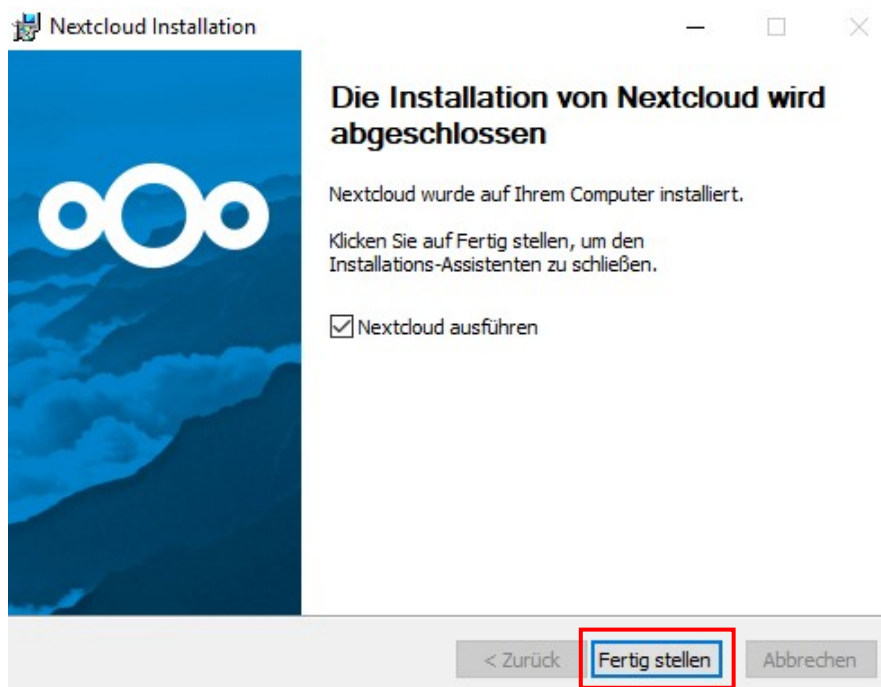 Nextcloud Installation
Die Installation von Nextcloud wird
abgeschlossen
Nextcloud wurde auf Ihrem Computer installiert.
Klicken Sie auf Fertig stellen, um den
Installations-Assistenten zu schließen.
Nextcloud ausführen
< Zurück Fertig stellen Abbrechen